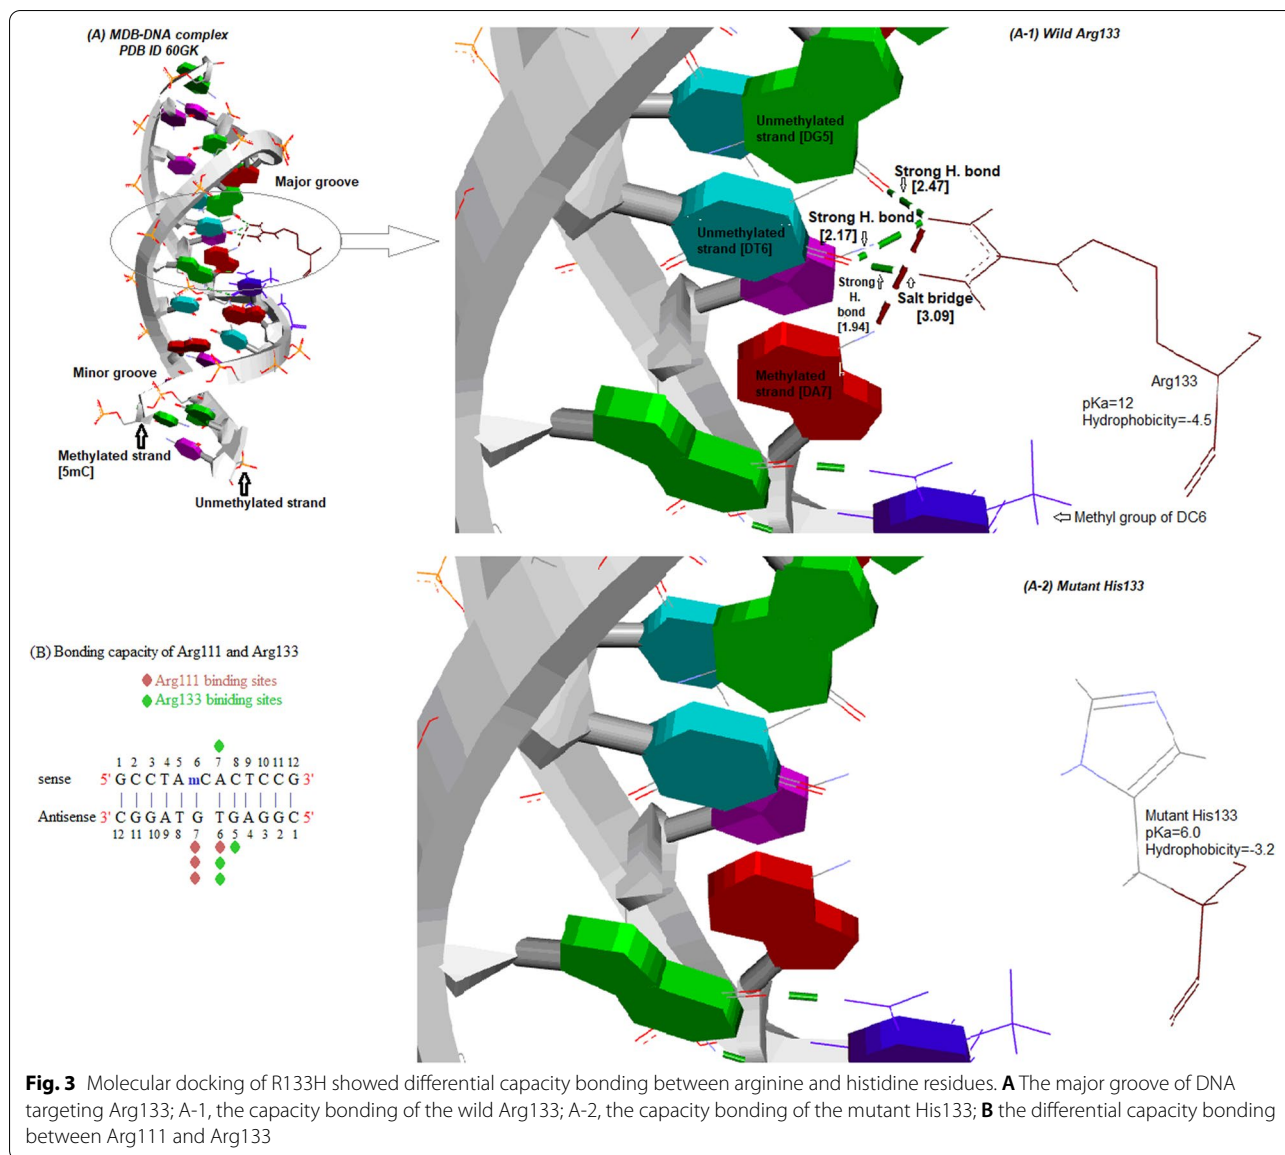 (A) MDB-DNA complex
PDB ID 6OGK
Major groove
Minor groove
Methylated strand
[5mC]
Unmethylated strand
(A-1) Wild Arg133
Unmethylated
strand [DG5]
Strong H. bond
[2.47]
Strong H. bond
[2.17]
Unmethylated
strand [DT6]
Strong
H.
bond
[1.94]
Salt bridge
[3.09]
Methylated
strand [DA7]
Arg133
pKa=12
Hydrophobicity=-4.5
Methyl group of DC6
(A-2) Mutant His133
Mutant His133
pKa=6.0
Hydrophobicity=-3.2
(B) Bonding capacity of Arg111 and Arg133
Arg111 binding sites
Arg133 biniding sites
1 2 3 4 5 6 7 8 9 10 11 12
sense 5' G C C T A mC A C T C C G 3'
Antisense 3' C G G A T G T G A G G C 5'
12 11 10 9 8 7 6 5 4 3 2 1
Fig. 3 Molecular docking of R133H showed differential capacity bonding between arginine and histidine residues. A The major groove of DNA
targeting Arg133; A-1, the capacity bonding of the wild Arg133; A-2, the capacity bonding of the mutant His133; B the differential capacity bonding
between Arg111 and Arg133